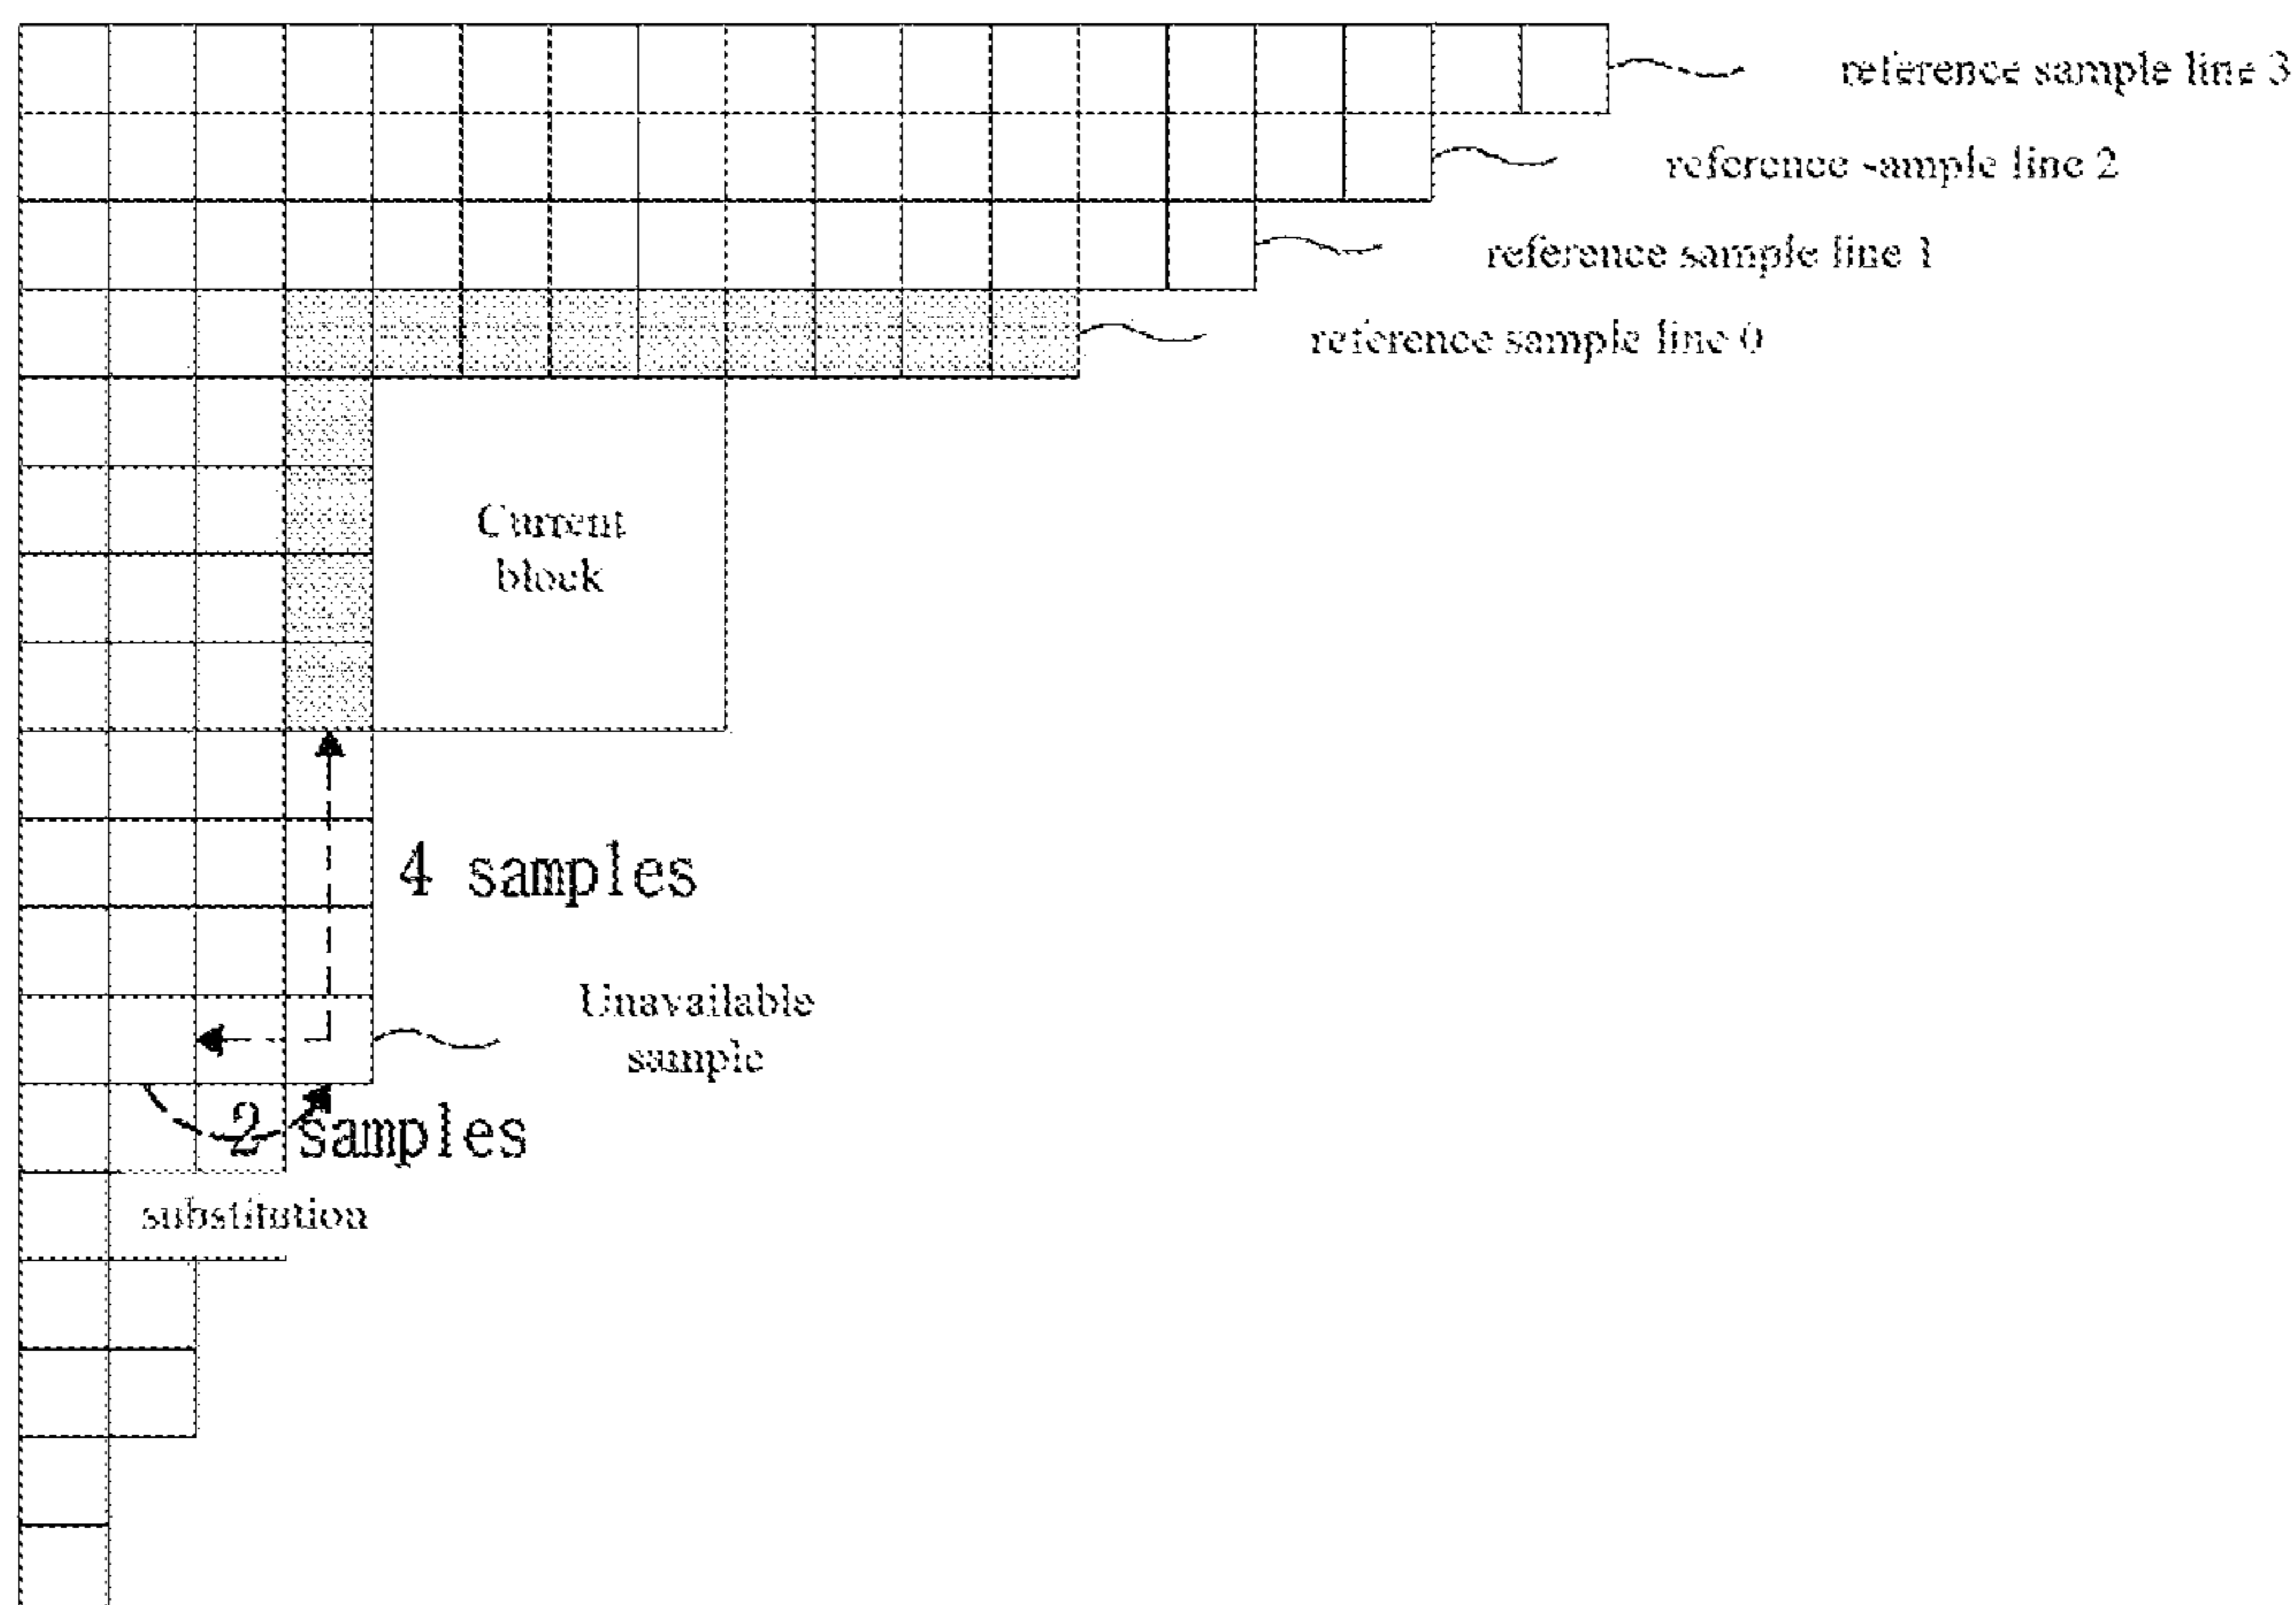 reference sample line 3
reference sample line 2
reference sample line 1
reference sample line 0
Current
block
4 samples
Unavailable
sample
2 samples
substitution